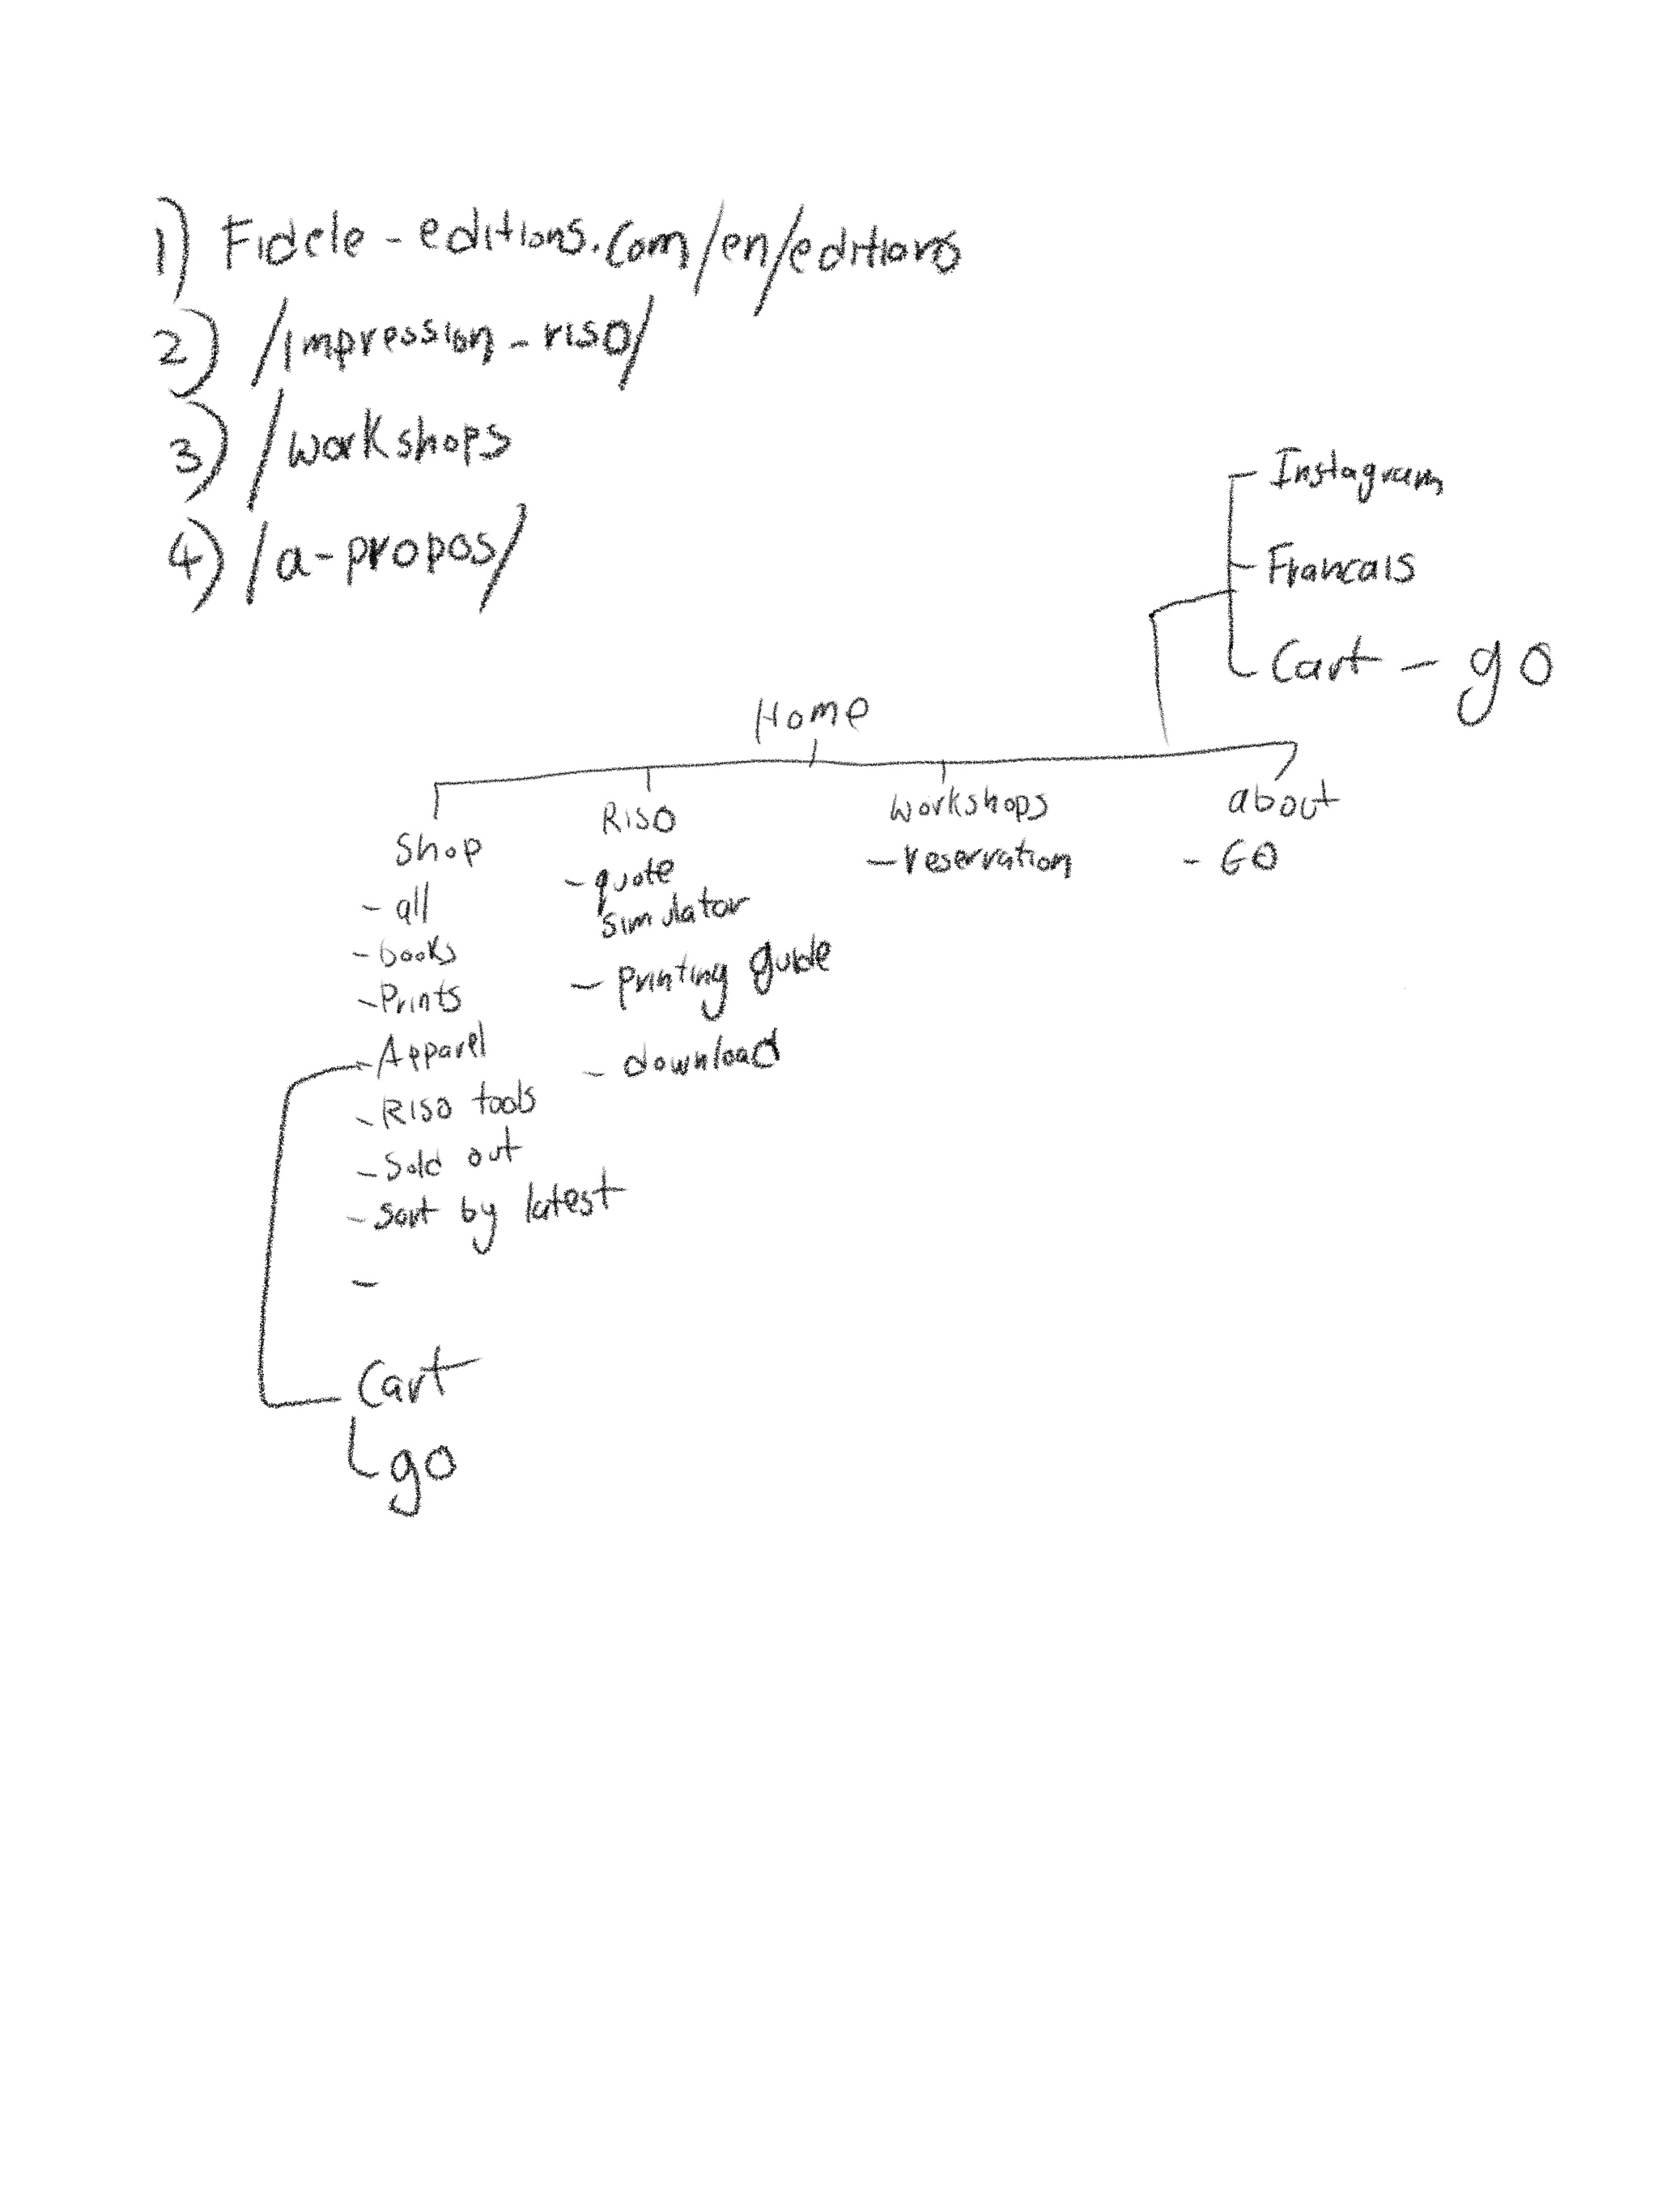 1) Fidele-editions.com/en/editions
2) /impression-riso/
3) /workshops
4) /a-propos/
- Instagram
- Francais
Cart - go
Home
Shop
- all
- books
- Prints
- Apparel
- Riso tools
- Sold out
- Sort by latest
-
Cart
go
Riso
- quote
simulator
- printing guide
- download
workshops
- reservation
about
- GO